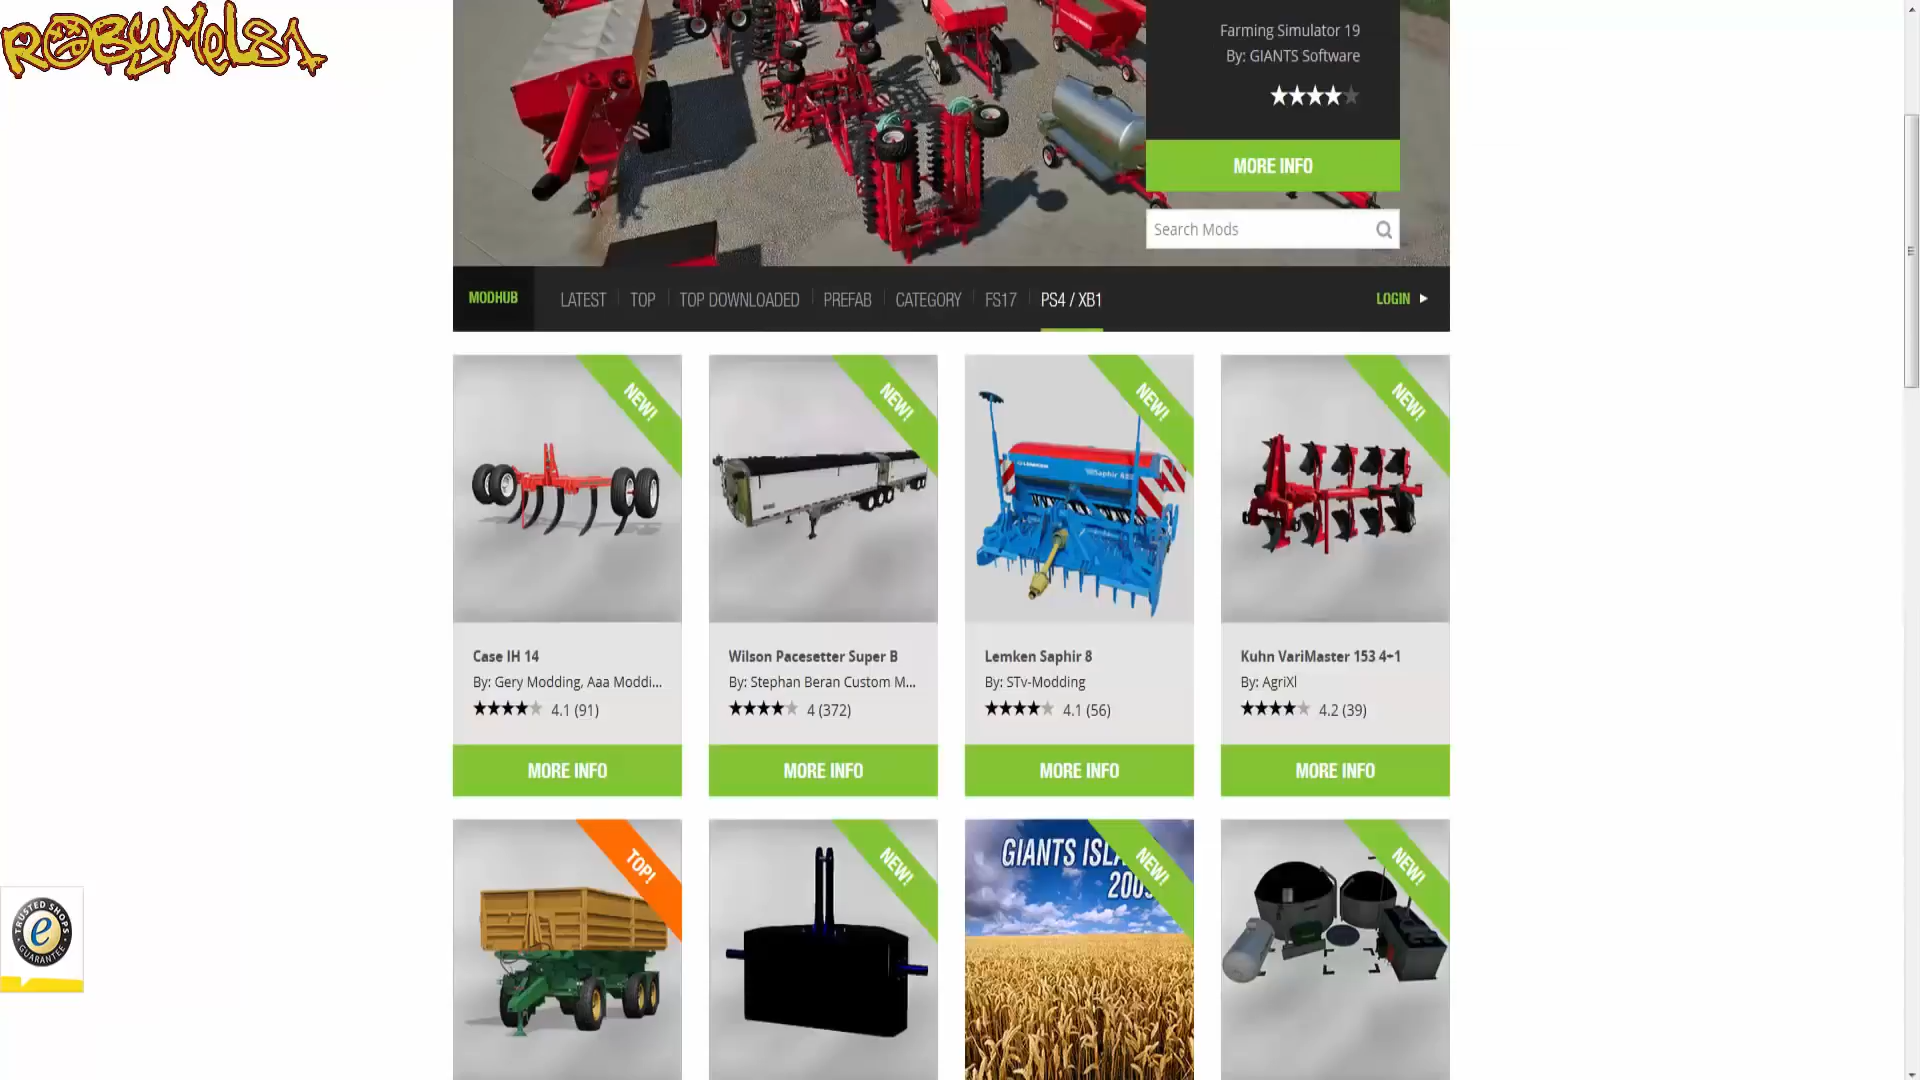 RobyMel81
Farming Simulator 19
By: GIANTS Software
MORE INFO
Search Mods
MODHUB
LATEST
TOP
TOP DOWNLOADED
PREFAB
CATEGORY
FS17
PS4 / XB1
LOGIN
NEW!
NEW!
NEW!
NEW!
LEMKEN
Saphir
Case IH 14
By: Gery Modding, Aaa Moddi...
4.1 (91)
MORE INFO
Wilson Pacesetter Super B
By: Stephan Beran Custom M...
4 (372)
MORE INFO
Lemken Saphir 8
By: STv-Modding
4.1 (56)
MORE INFO
Kuhn VariMaster 153 4+1
By: AgriXl
4.2 (39)
MORE INFO
TOP!
NEW!
GIANTS ISLA
200
NEW!
NEW!
TRUSTED SHOPS
e
GUARANTEE